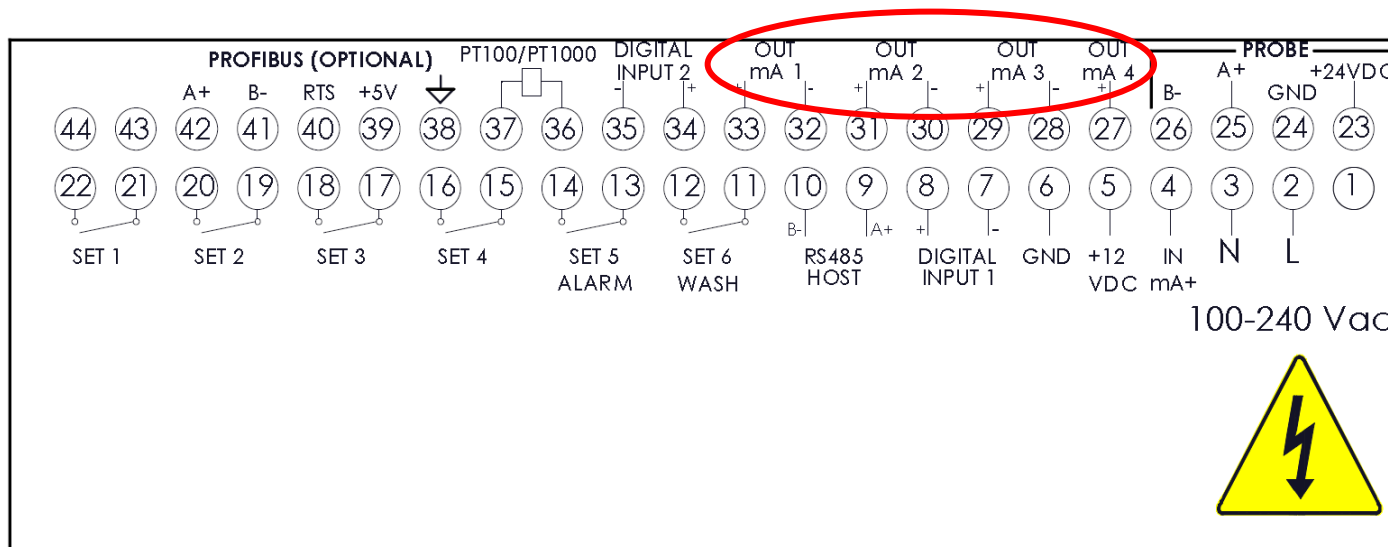 PROFIBUS (OPTIONAL) PT100/PT1000 DIGITAL INPUT 2 OUT mA 1 OUT mA 2 OUT mA 3 OUT mA 4 PROBE
A+ B- RTS +5V - + + - + - + - + B- A+ GND +24VDC
44 43 42 41 40 39 38 37 36 35 34 33 32 31 30 29 28 27 26 25 24 23
22 21 20 19 18 17 16 15 14 13 12 11 10 9 8 7 6 5 4 3 2 1
B- A+ + -
SET 1 SET 2 SET 3 SET 4 SET 5 ALARM SET 6 WASH RS485 HOST DIGITAL INPUT 1 GND +12 VDC IN mA+ N L
100-240 Vac